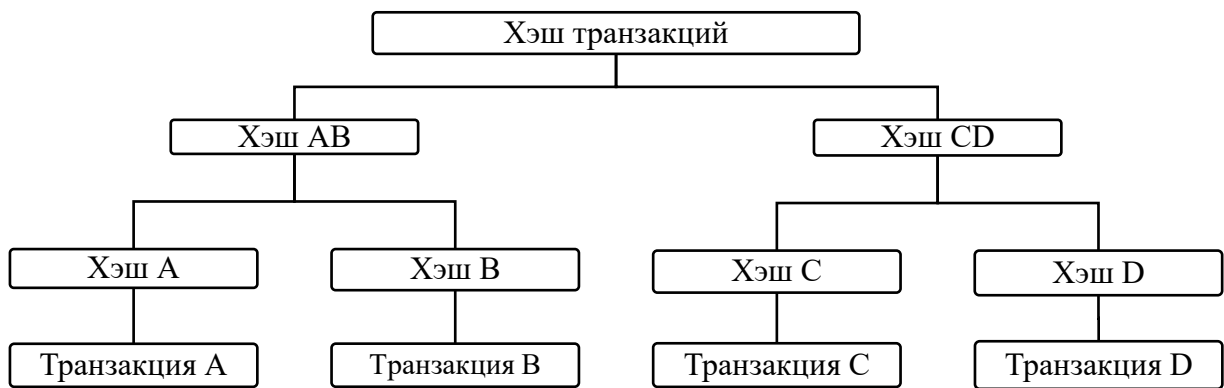 Хэш транзакций
Хэш AB
Хэш CD
Хэш A
Хэш B
Хэш C
Хэш D
Транзакция A
Транзакция B
Транзакция C
Транзакция D